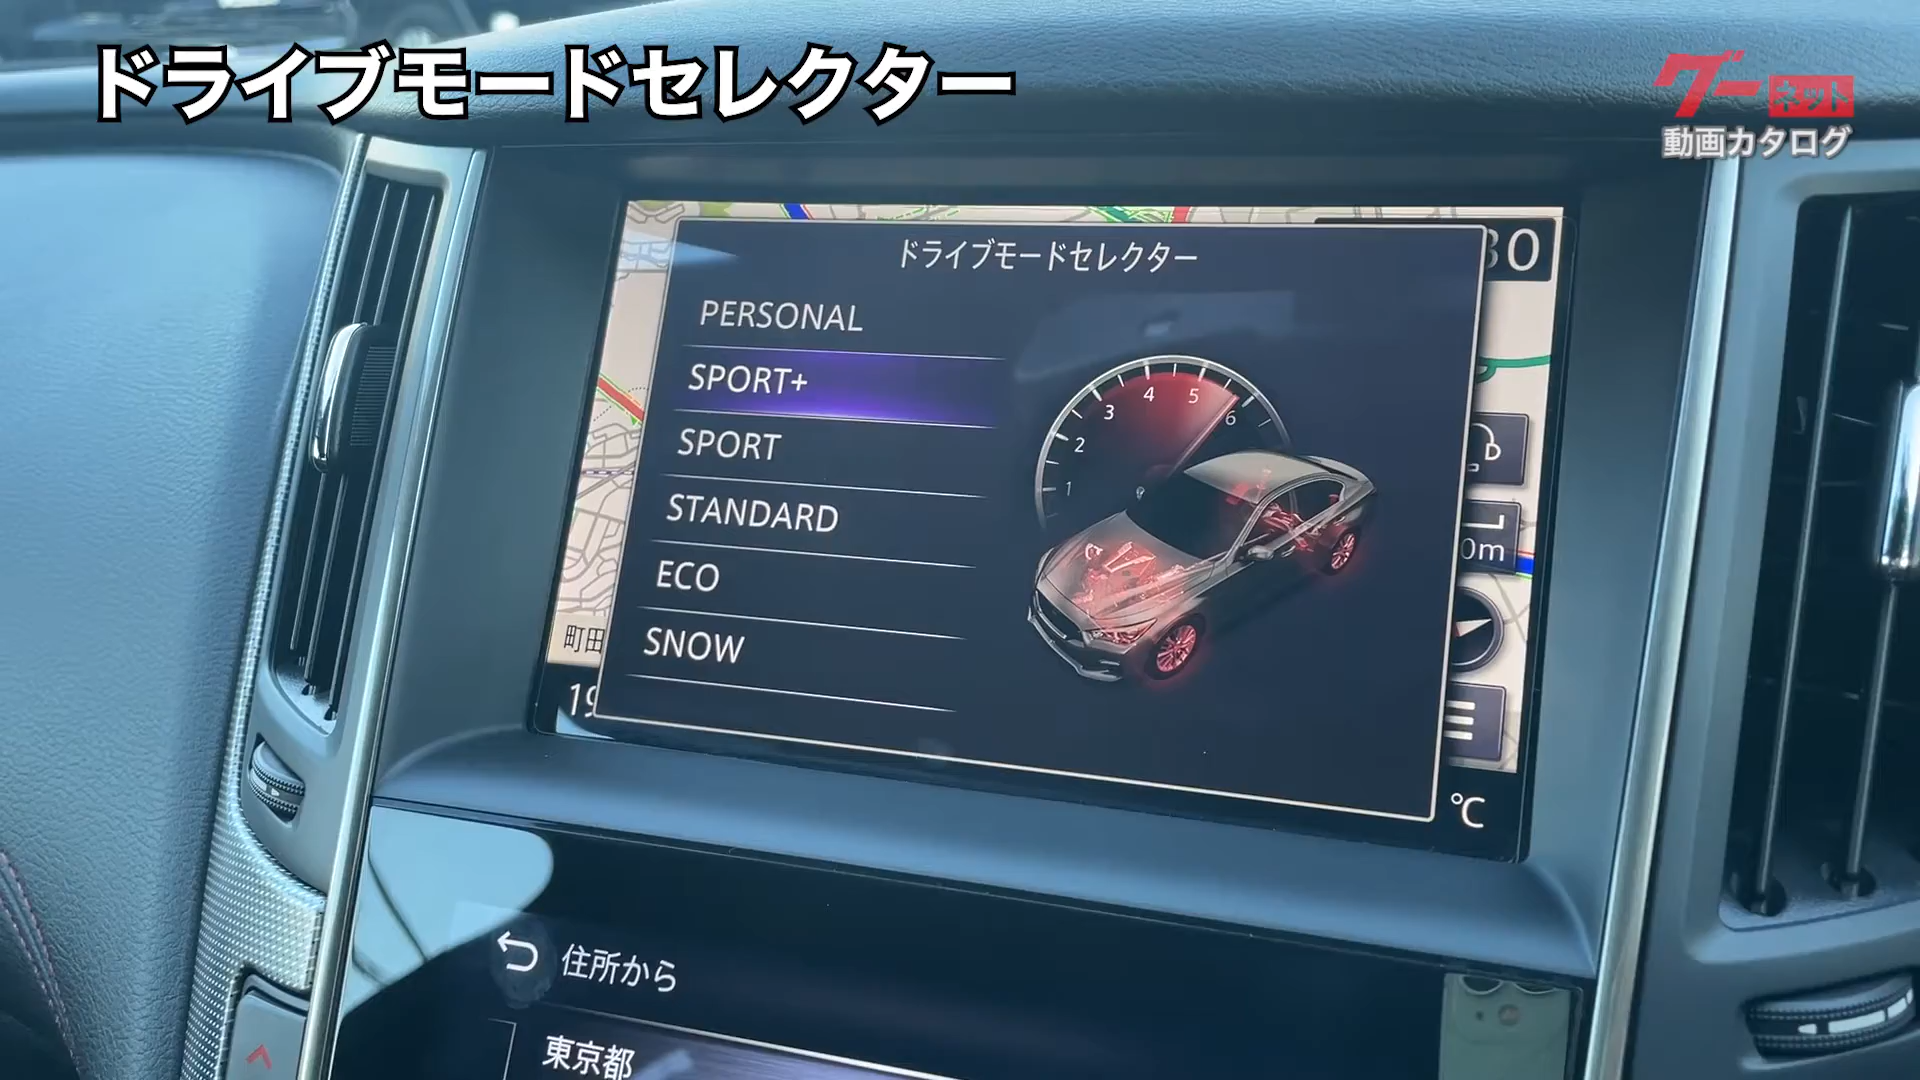 ドライブモードセレクター
グーネット
動画カタログ
ドライブモードセレクター
PERSONAL
SPORT+
SPORT
STANDARD
ECO
SNOW
1
2
3
4
5
6
30
0m
町田
19
℃
住所から
東京都